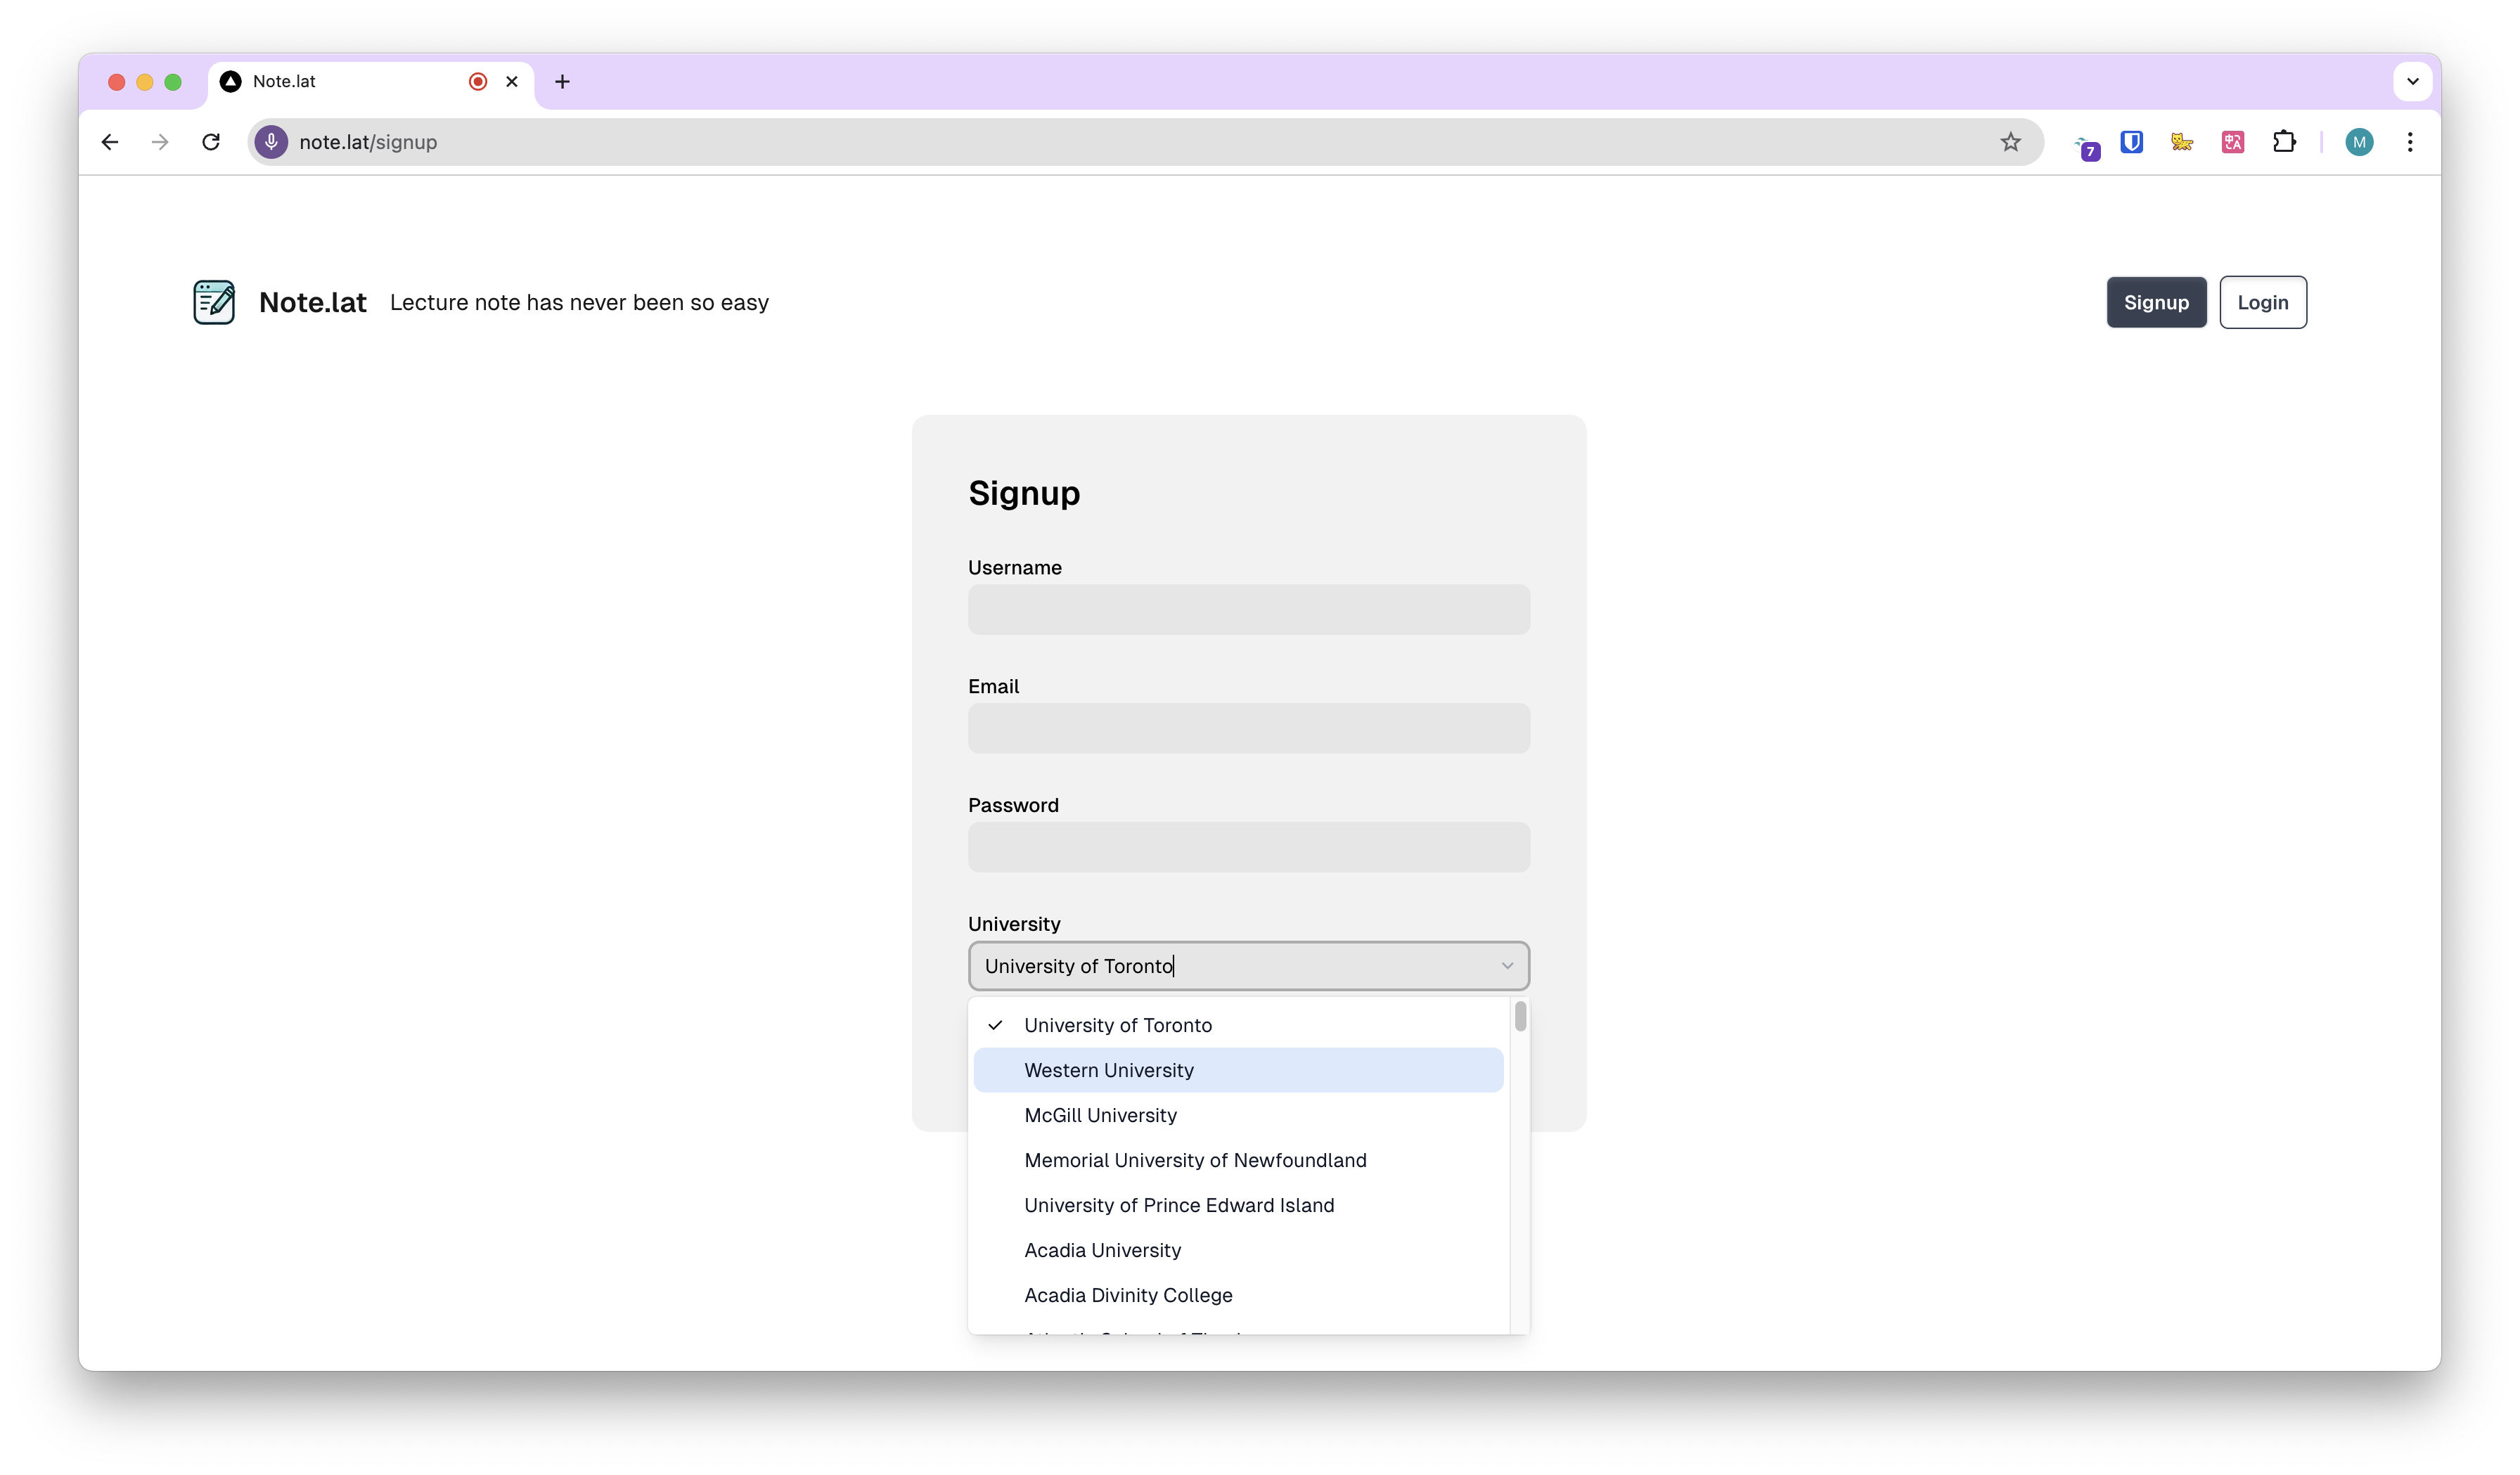 Note.lat
note.lat/signup
7
M
Note.lat Lecture note has never been so easy
Signup Login
Signup
Username
Email
Password
University
University of Toronto
University of Toronto
Western University
McGill University
Memorial University of Newfoundland
University of Prince Edward Island
Acadia University
Acadia Divinity College